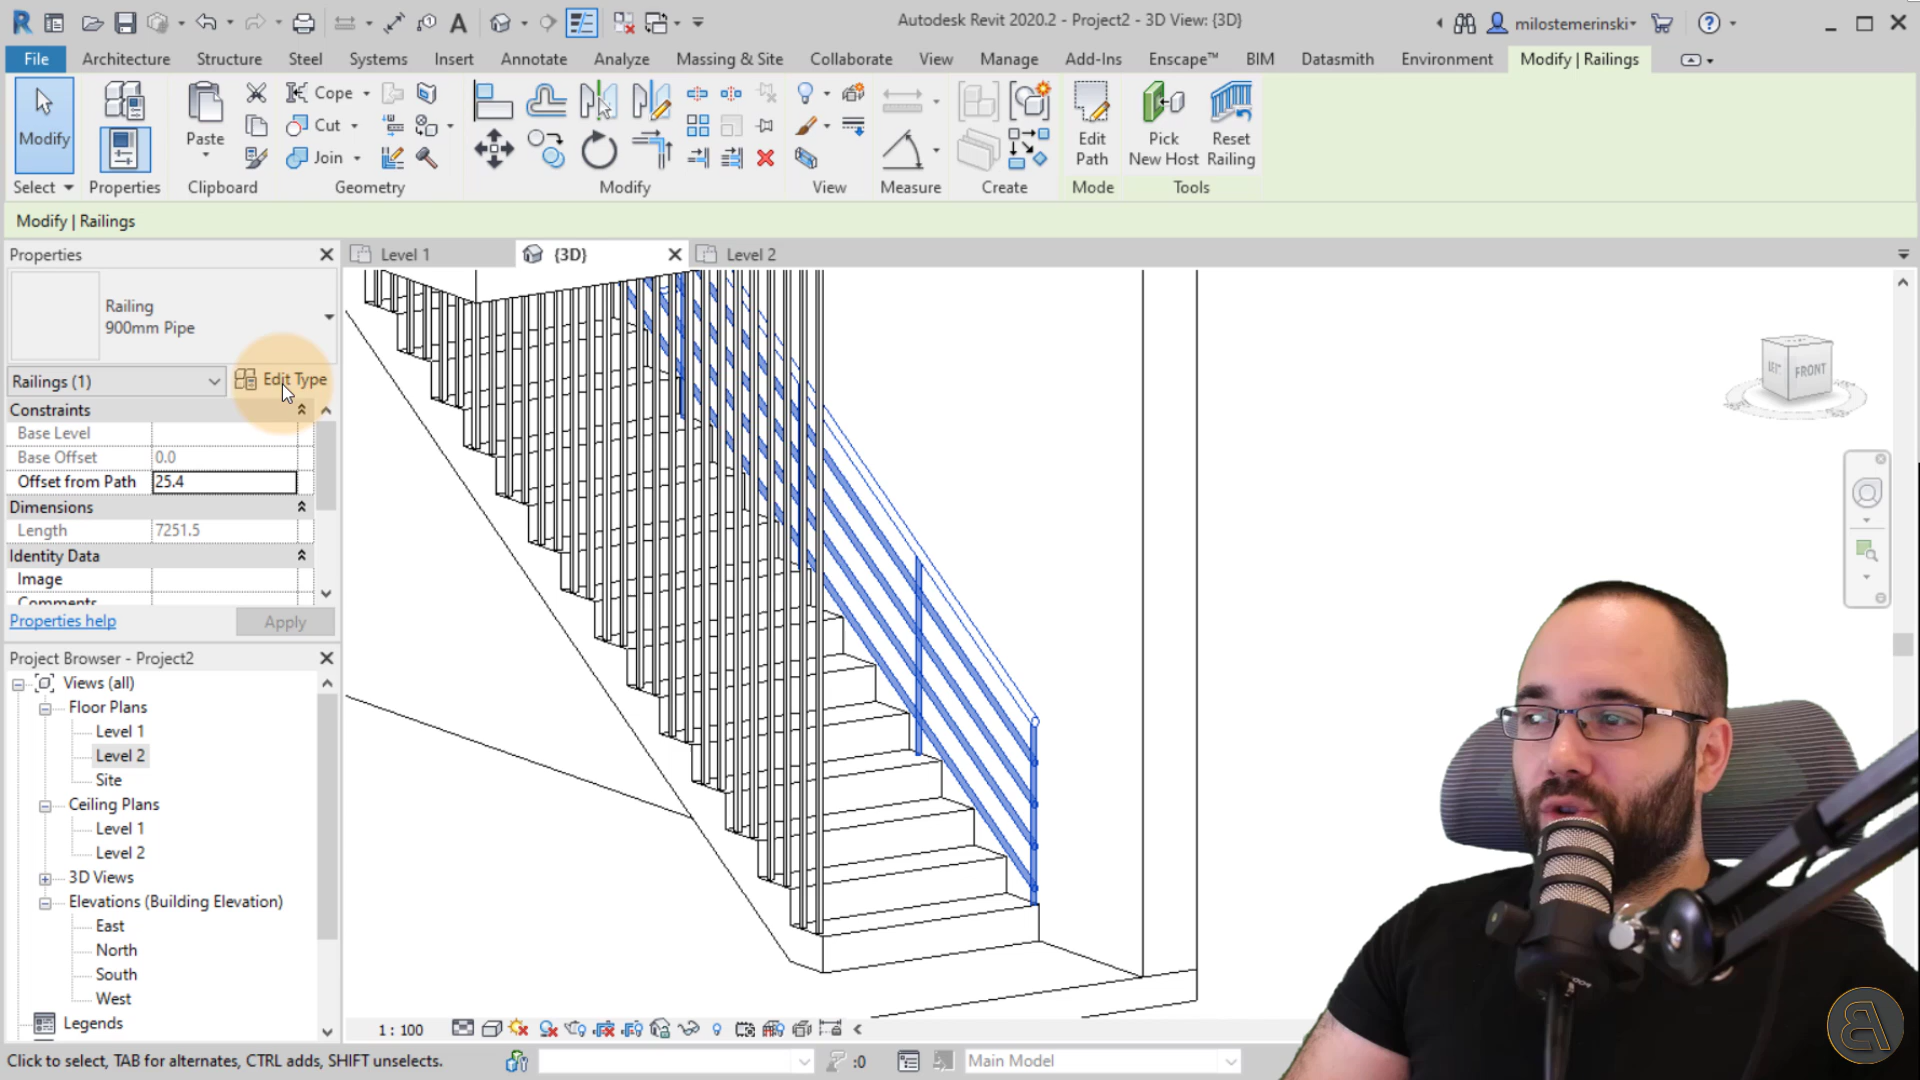 Autodesk Revit 2020.2 - Project2 - 3D View: {3D}
milostemerinski
File Architecture Structure Steel Systems Insert Annotate Analyze Massing & Site Collaborate View Manage Add-Ins Enscape™ BIM Datasmith Environment Modify | Railings
Modify
Paste
Cope
Cut
Join
Edit Path
Pick New Host
Reset Railing
Select Properties Clipboard Geometry Modify View Measure Create Mode Tools
Modify | Railings
Properties
Level 1
{3D}
Level 2
Railing
900mm Pipe
Railings (1)
Edit Type
Constraints
Base Level
Base Offset 0.0
Offset from Path 25.4
Dimensions
Length 7251.5
Identity Data
Image
Comments
Properties help
Apply
FRONT
Project Browser - Project2
Views (all)
Floor Plans
Level 1
Level 2
Site
Ceiling Plans
Level 1
Level 2
3D Views
Elevations (Building Elevation)
East
North
South
West
Legends
1 : 100
Click to select, TAB for alternates, CTRL adds, SHIFT unselects.
:0
Main Model